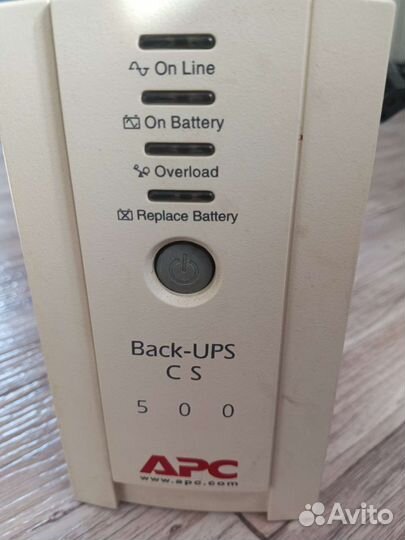 On Line
On Battery
Overload
Replace Battery
Back-UPS
CS
500
APC
www.apc.com
Avito